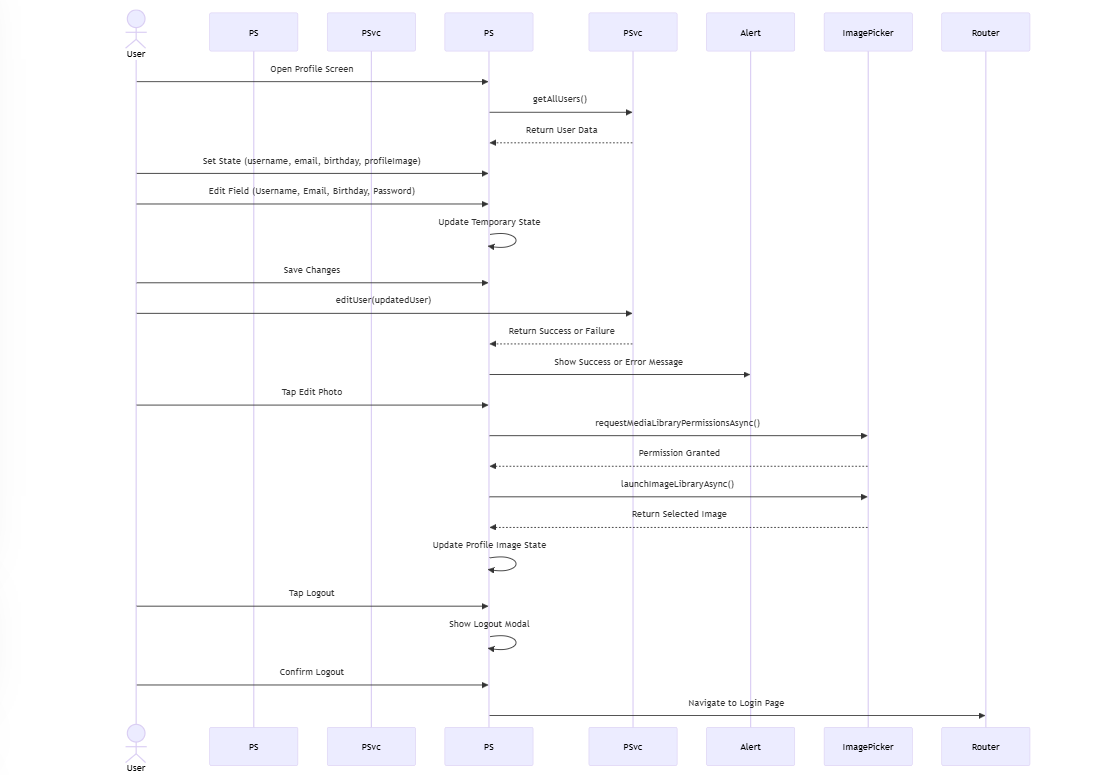 PS
PSvc
PS
PSvc
Alert
ImagePicker
Router
User
Open Profile Screen
getAllUsers()
Return User Data
Set State (username, email, birthday, profileImage)
Edit Field (Username, Email, Birthday, Password)
Update Temporary State
Save Changes
editUser(updatedUser)
Return Success or Failure
Show Success or Error Message
Tap Edit Photo
requestMediaLibraryPermissionsAsync()
Permission Granted
launchImageLibraryAsync()
Return Selected Image
Update Profile Image State
Tap Logout
Show Logout Modal
Confirm Logout
Navigate to Login Page
PS
PSvc
PS
PSvc
Alert
ImagePicker
Router
User